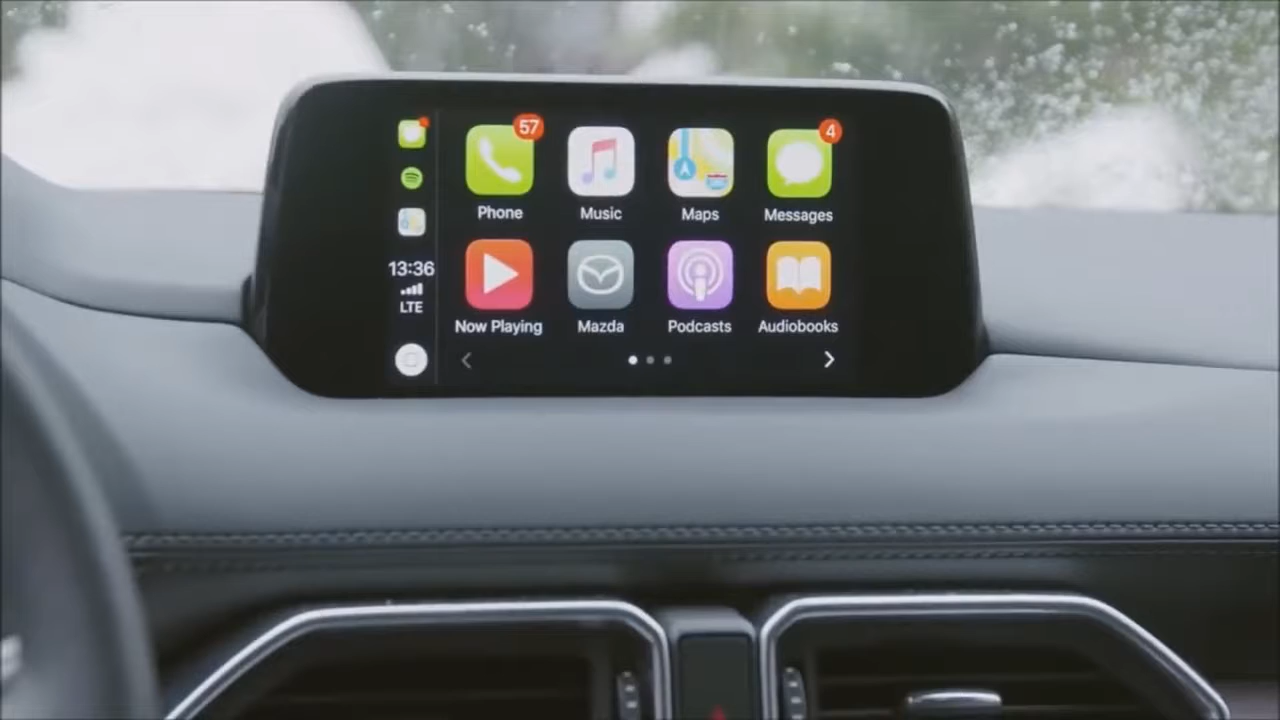 57
4
Phone
Music
Maps
Messages
13:36
LTE
Now Playing
Mazda
Podcasts
Audiobooks